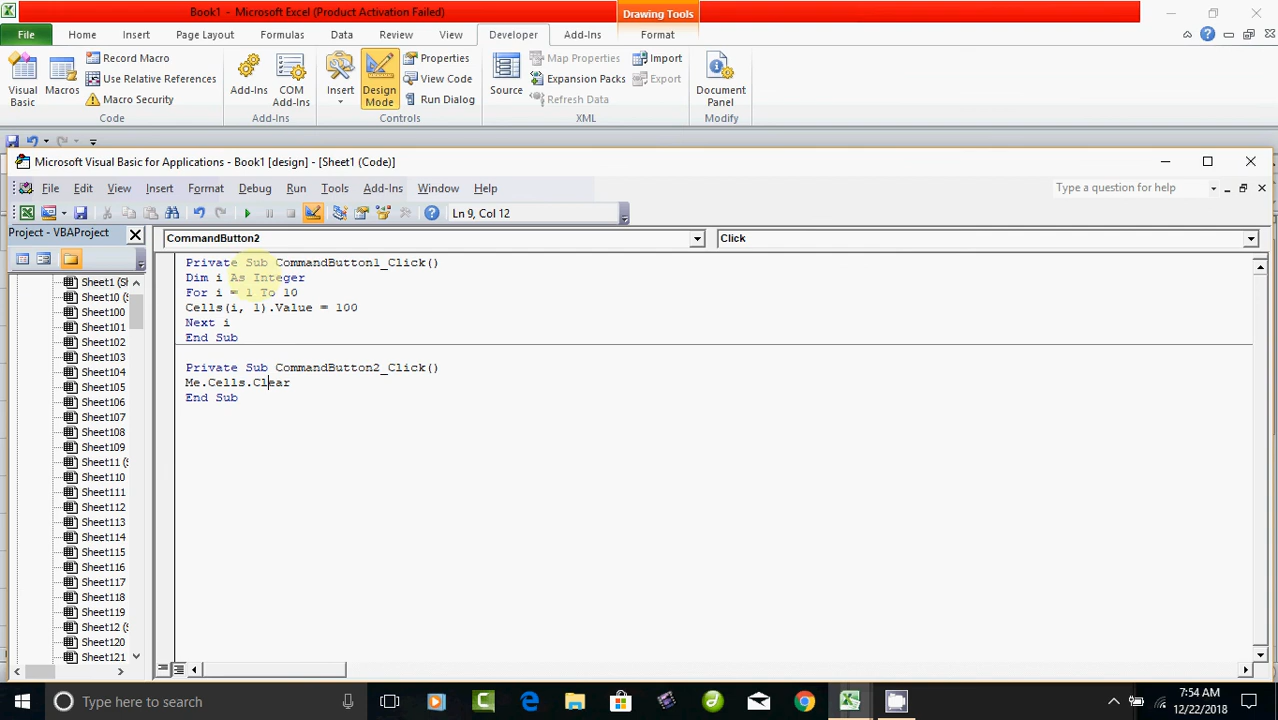 Book1 - Microsoft Excel (Product Activation Failed)
Drawing Tools
File Home Insert Page Layout Formulas Data Review View Developer Add-Ins Format
Visual Basic
Macros
Record Macro
Use Relative References
Macro Security
Code
Add-Ins
COM Add-Ins
Add-Ins
Insert
Design Mode
Properties
View Code
Run Dialog
Controls
Source
Map Properties
Expansion Packs
Refresh Data
Import
Export
XML
Document Panel
Modify
Microsoft Visual Basic for Applications - Book1 [design] - [Sheet1 (Code)]
File Edit View Insert Format Debug Run Tools Add-Ins Window Help
Type a question for help
Ln 9, Col 12
Project - VBAProject
CommandButton2
Click
Sheet1 (Sh
Sheet10 (S
Sheet100
Sheet101
Sheet102
Sheet103
Sheet104
Sheet105
Sheet106
Sheet107
Sheet108
Sheet109
Sheet11 (S
Sheet110
Sheet111
Sheet112
Sheet113
Sheet114
Sheet115
Sheet116
Sheet117
Sheet118
Sheet119
Sheet12 (S
Sheet120
Sheet121
Private Sub CommandButton1_Click()
Dim i As Integer
For i = 1 To 10
Cells(i, 1).Value = 100
Next i
End Sub
Private Sub CommandButton2_Click()
Me.Cells.Clear
End Sub
Type here to search
7:54 AM
12/22/2018